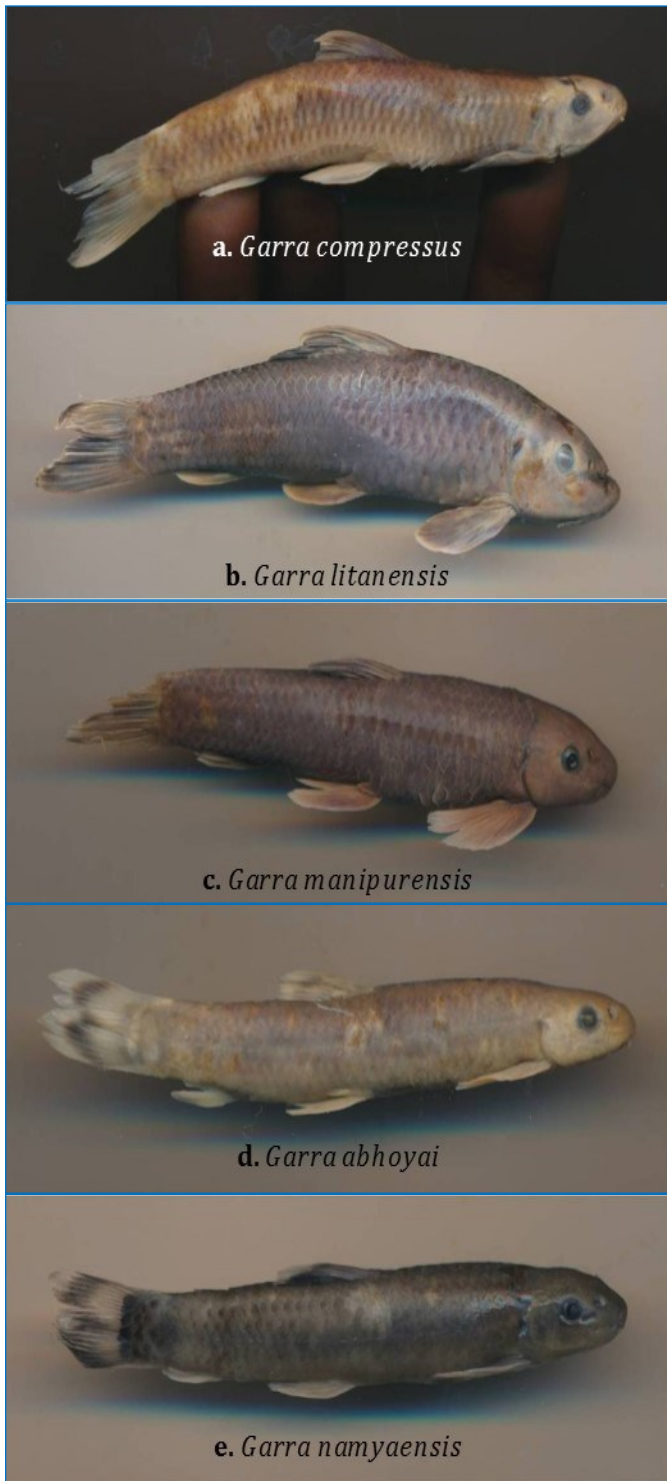 a. Garra compressus
b. Garra litanensis
c. Garra manipurensis
d. Garra abhoyai
e. Garra namyaensis